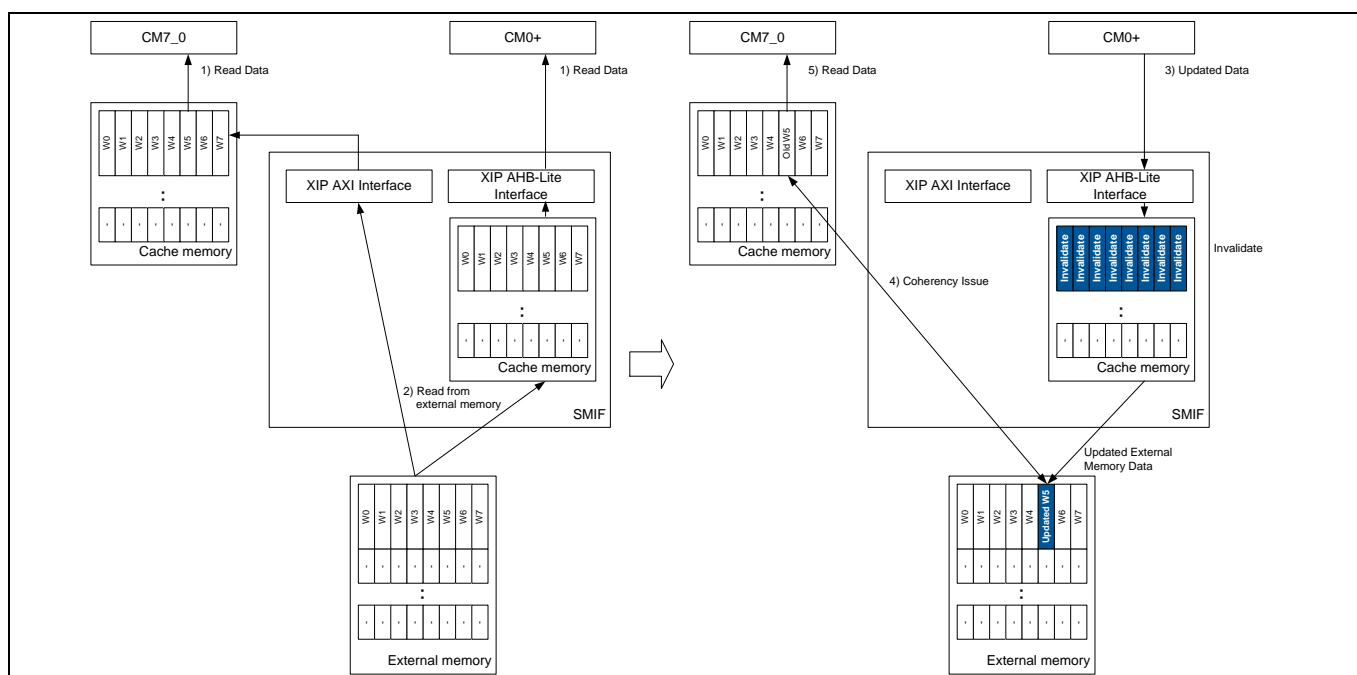 CM7_0
CM0+
1) Read Data
1) Read Data
W0
W1
W2
W3
W4
W5
W6
W7
:
- - - - - - - -
Cache memory
XIP AXI Interface
XIP AHB-Lite
Interface
W0
W1
W2
W3
W4
W5
W6
W7
:
- - - - - - - -
Cache memory
2) Read from
external memory
SMIF
W0
W1
W2
W3
W4
W5
W6
W7
- - - - - - - -
:
- - - - - - - -
External memory
CM7_0
CM0+
5) Read Data
3) Updated Data
W0
W1
W2
W3
W4
Old W5
W6
W7
:
- - - - - - - -
Cache memory
XIP AXI Interface
XIP AHB-Lite
Interface
Invalidate
Invalidate
Invalidate
Invalidate
Invalidate
Invalidate
Invalidate
Invalidate
Invalidate
:
- - - - - - - -
Cache memory
4) Coherency Issue
SMIF
Updated External
Memory Data
W0
W1
W2
W3
W4
Updated W5
W6
W7
- - - - - - - -
:
- - - - - - - -
External memory